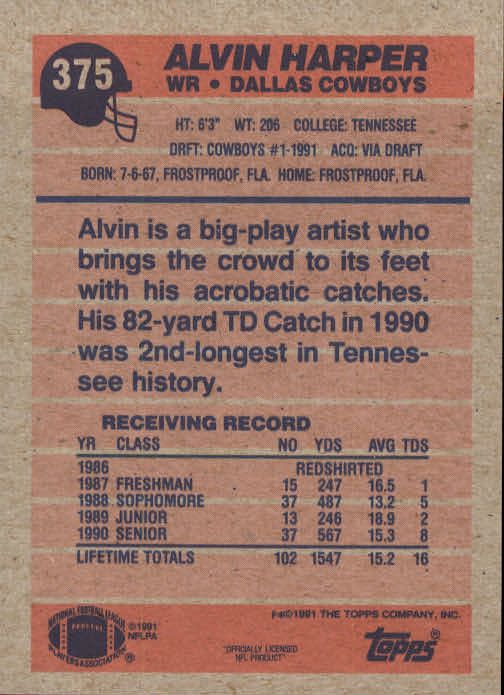 375
ALVIN HARPER
WR • DALLAS COWBOYS
HT: 6'3" WT: 206 COLLEGE: TENNESSEE
DRFT: COWBOYS #1-1991 ACQ: VIA DRAFT
BORN: 7-6-67, FROSTPROOF, FLA. HOME: FROSTPROOF, FLA.
Alvin is a big-play artist who
brings the crowd to its feet
with his acrobatic catches.
His 82-yard TD Catch in 1990
was 2nd-longest in Tennes-
see history.
RECEIVING RECORD
YR CLASS NO YDS AVG TDS
1986 REDSHIRTED
1987 FRESHMAN 15 247 16.5 1
1988 SOPHOMORE 37 487 13.2 5
1989 JUNIOR 13 246 18.9 2
1990 SENIOR 37 567 15.3 8
LIFETIME TOTALS 102 1547 15.2 16
NATIONAL FOOTBALL LEAGUE
PLAYERS ASSOCIATION ®
©1991
NFLPA
"OFFICIALLY LICENSED
NFL PRODUCT"
©1991 THE TOPPS COMPANY, INC.
Topps®